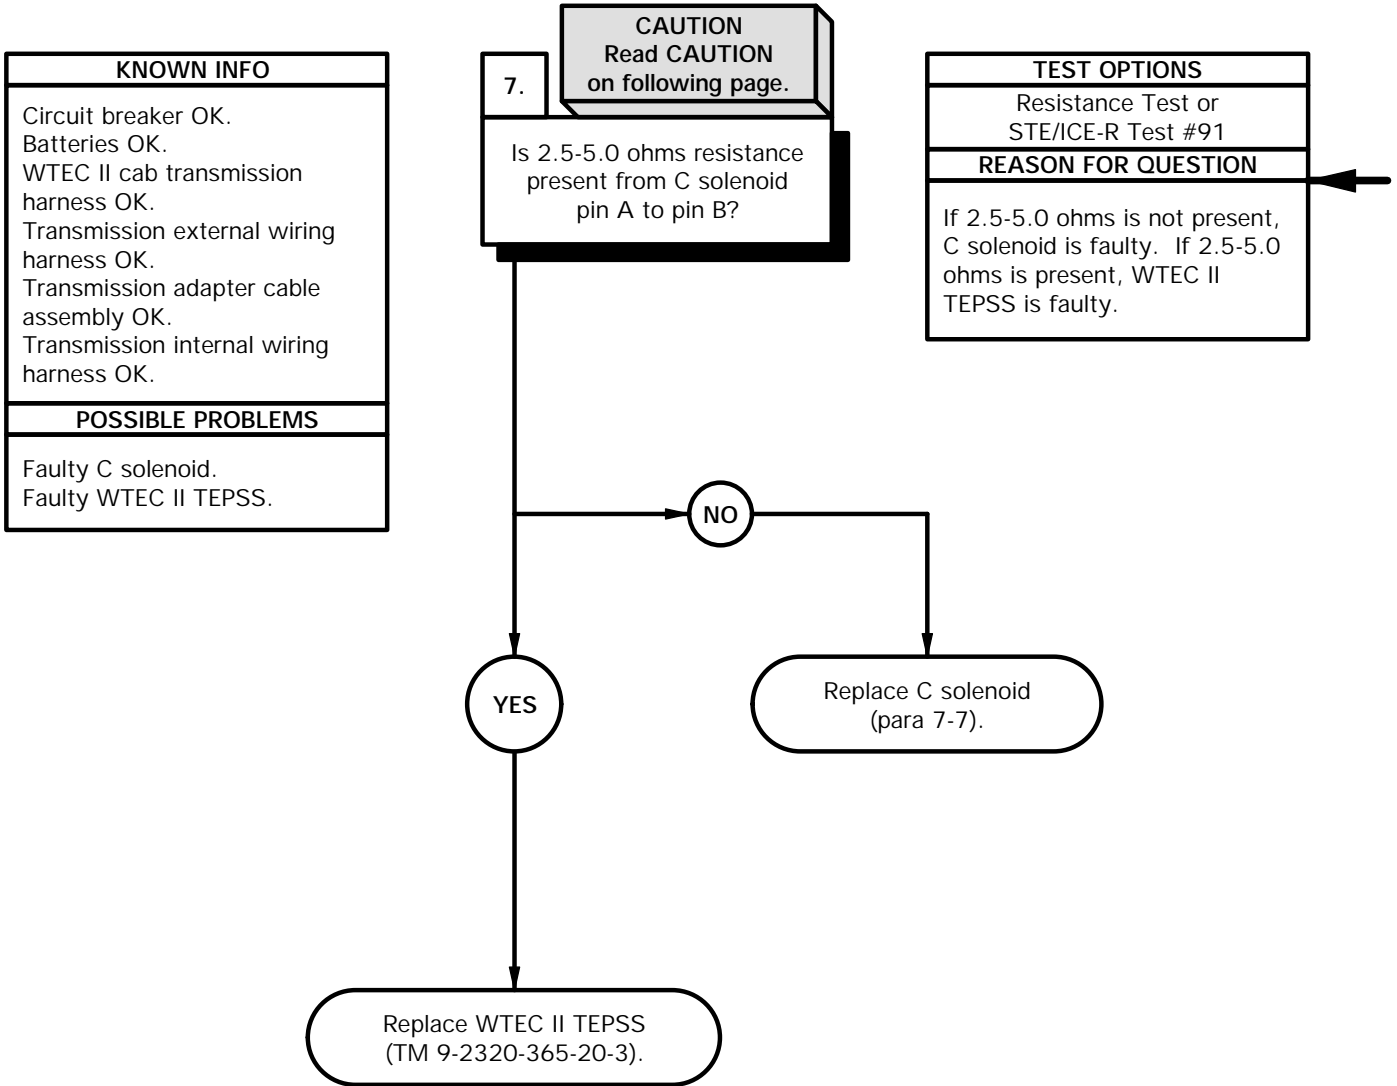 KNOWN INFO
Circuit breaker OK.
Batteries OK.
WTEC II cab transmission
harness OK.
Transmission external wiring
harness OK.
Transmission adapter cable
assembly OK.
Transmission internal wiring
harness OK.
POSSIBLE PROBLEMS
Faulty C solenoid.
Faulty WTEC II TEPSS.
CAUTION
Read CAUTION
on following page.
7.
Is 2.5-5.0 ohms resistance
present from C solenoid
pin A to pin B?
TEST OPTIONS
Resistance Test or
STE/ICE-R Test #91
REASON FOR QUESTION
If 2.5-5.0 ohms is not present,
C solenoid is faulty.  If 2.5-5.0
ohms is present, WTEC II
TEPSS is faulty.
NO
YES
Replace C solenoid
(para 7-7).
Replace WTEC II TEPSS
(TM 9-2320-365-20-3).